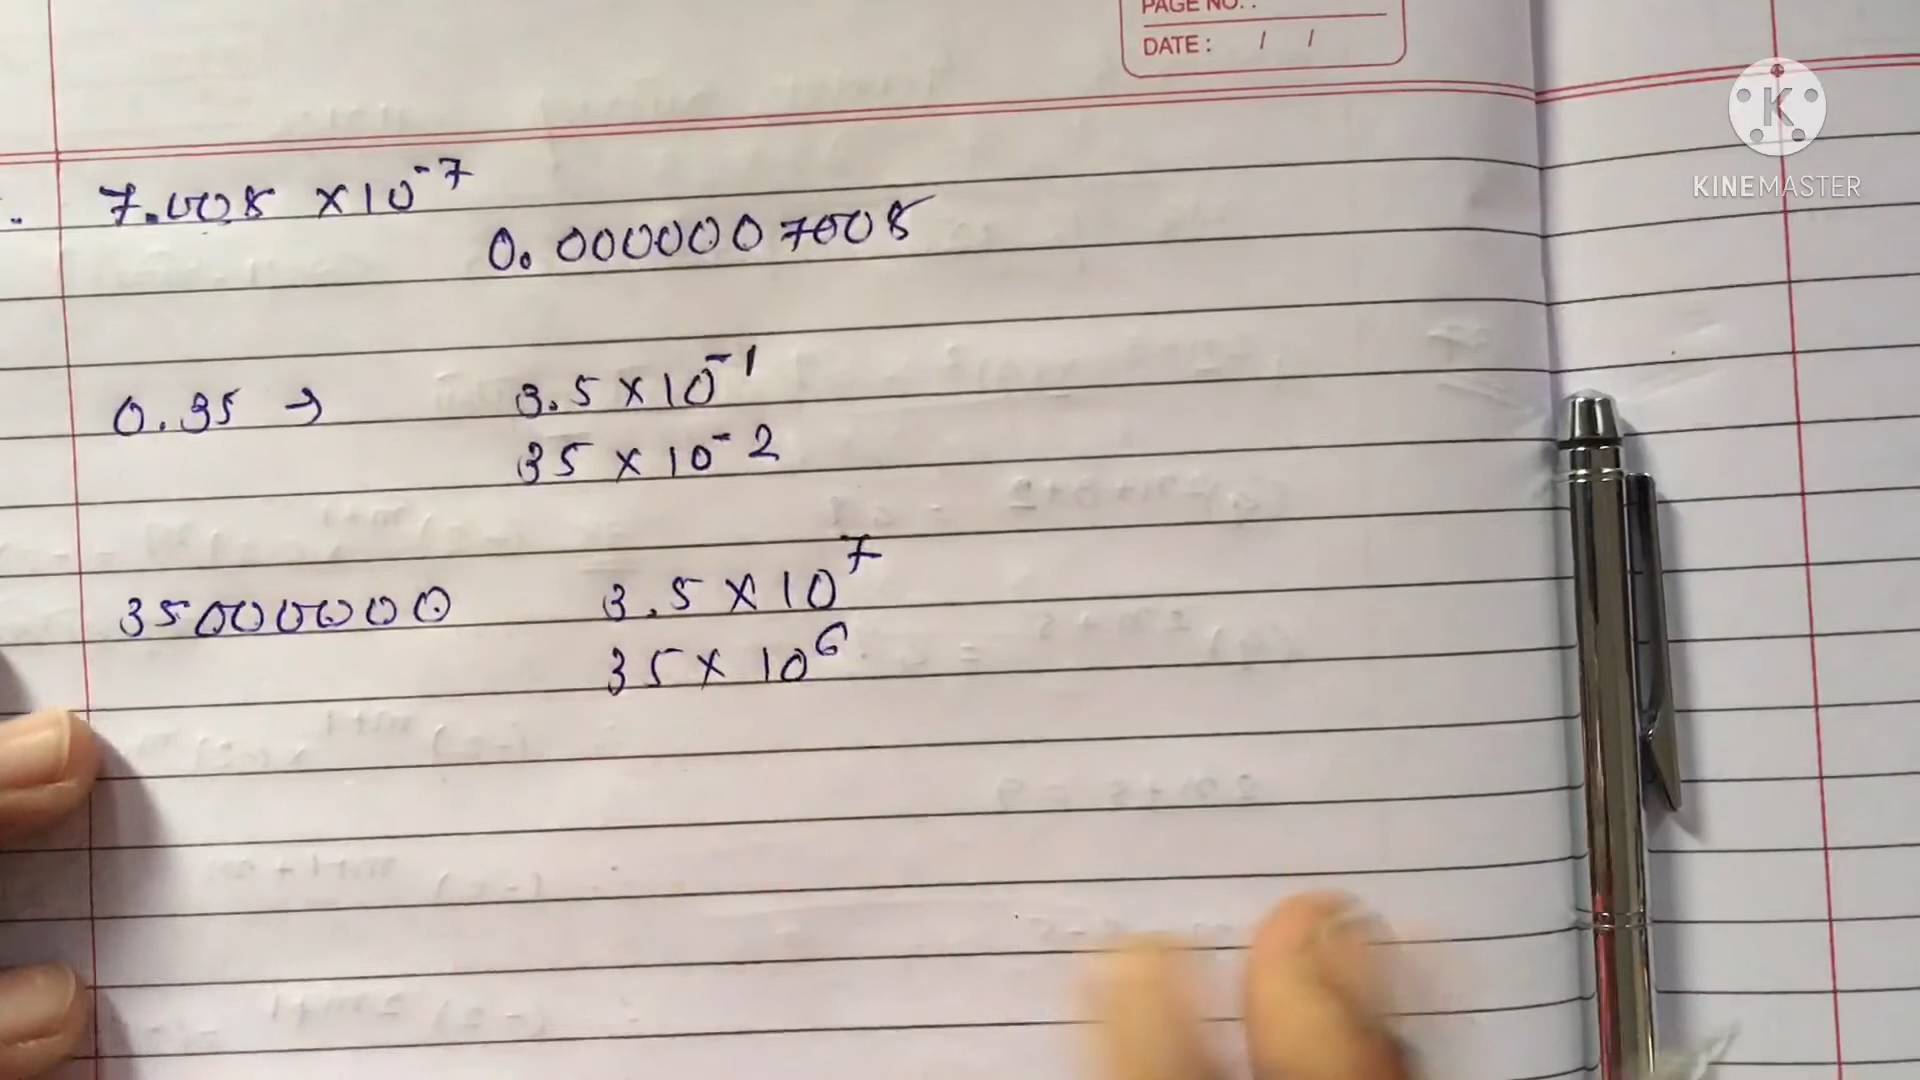 PAGE NO. :
DATE : / /
K
KINEMASTER
. 7.008 ×10⁻⁷
0.0000007008
0.35 → 3.5×10⁻¹
35 × 10⁻²
35000000 3.5 × 10⁷
35 × 10⁶